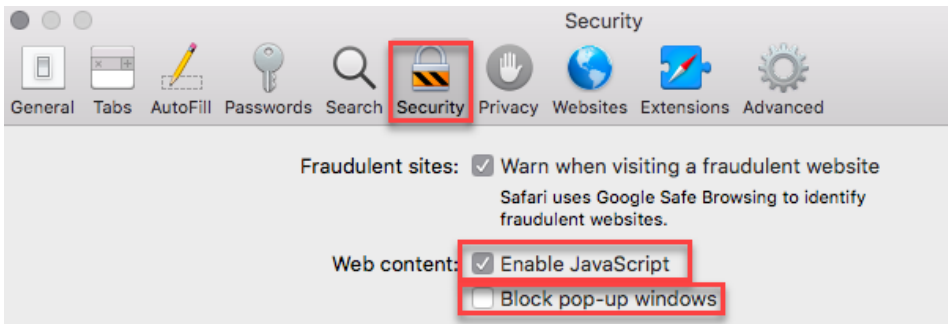 Security
General Tabs AutoFill Passwords Search Security Privacy Websites Extensions Advanced
Fraudulent sites: Warn when visiting a fraudulent website
Safari uses Google Safe Browsing to identify
fraudulent websites.
Web content: Enable JavaScript
Block pop-up windows